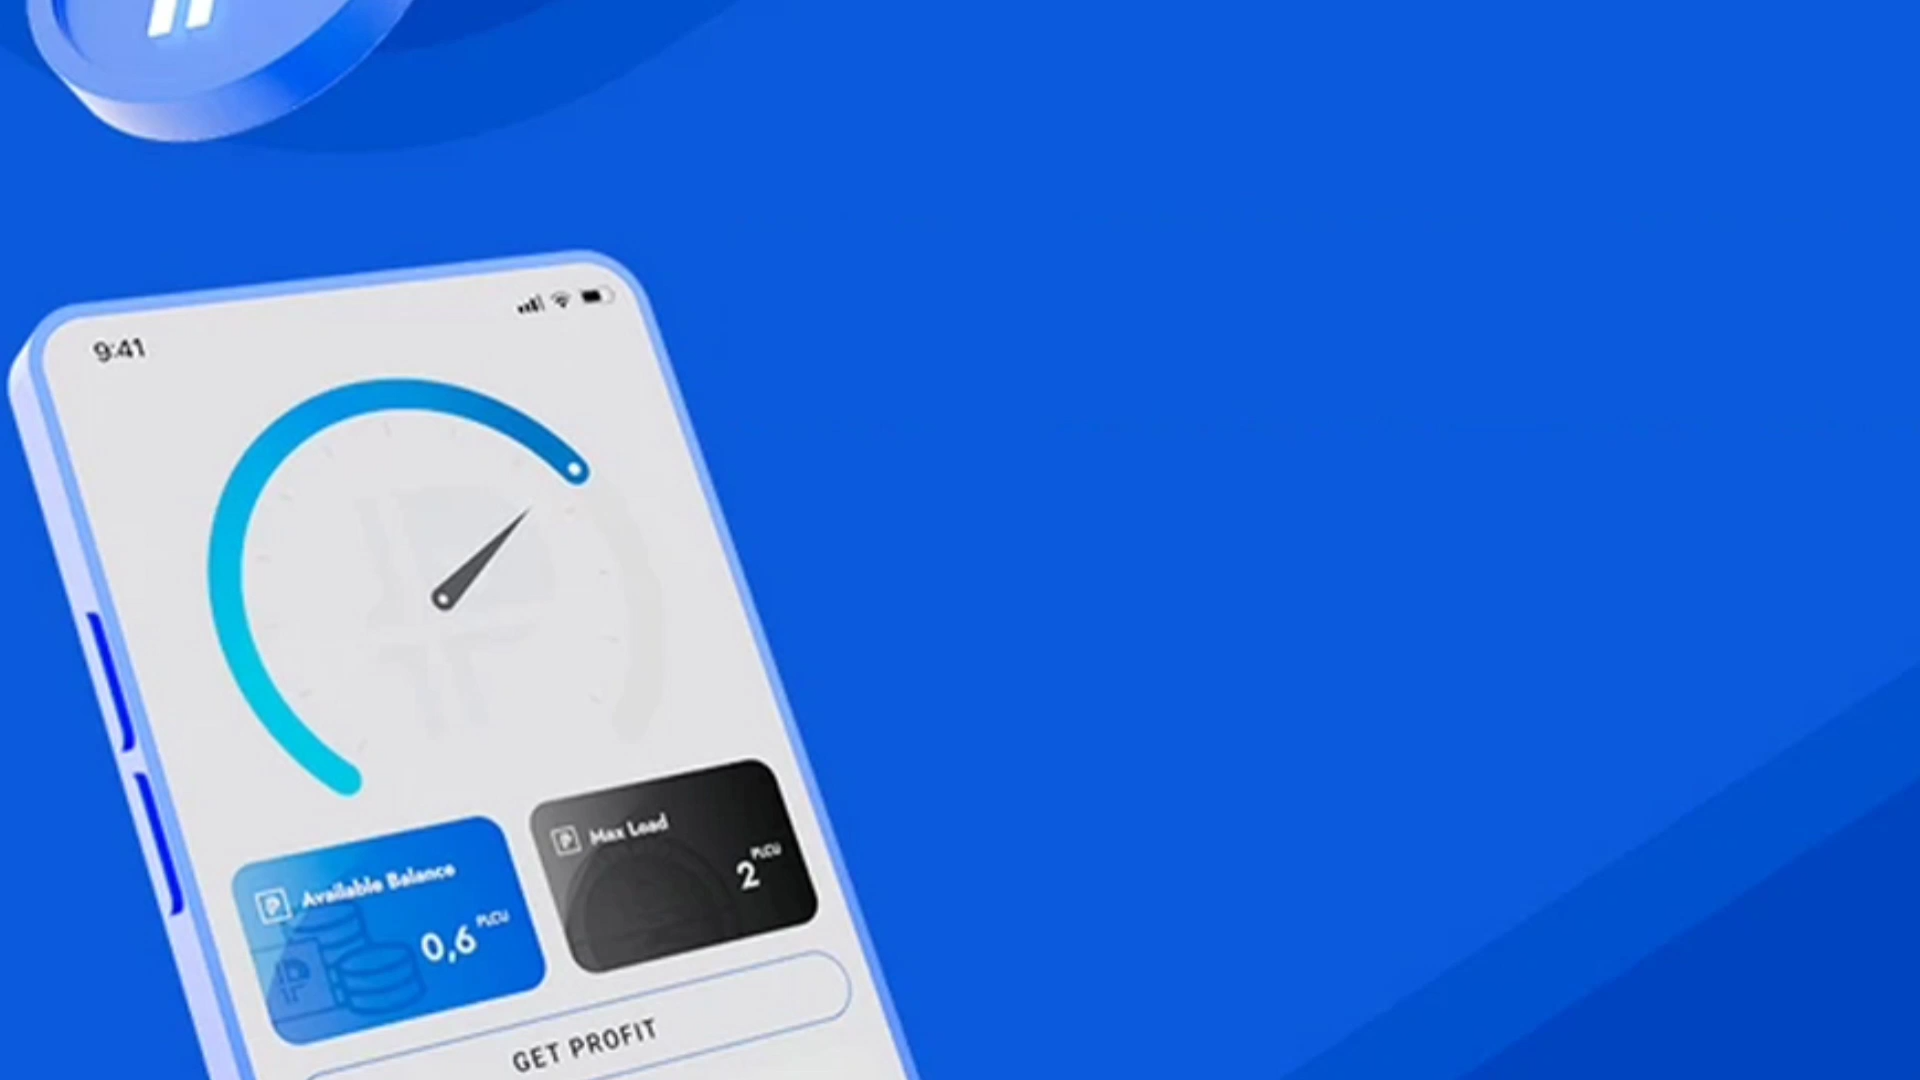 9:41
Max Load
2 PLCU
Available Balance
0,6 PLCU
GET PROFIT